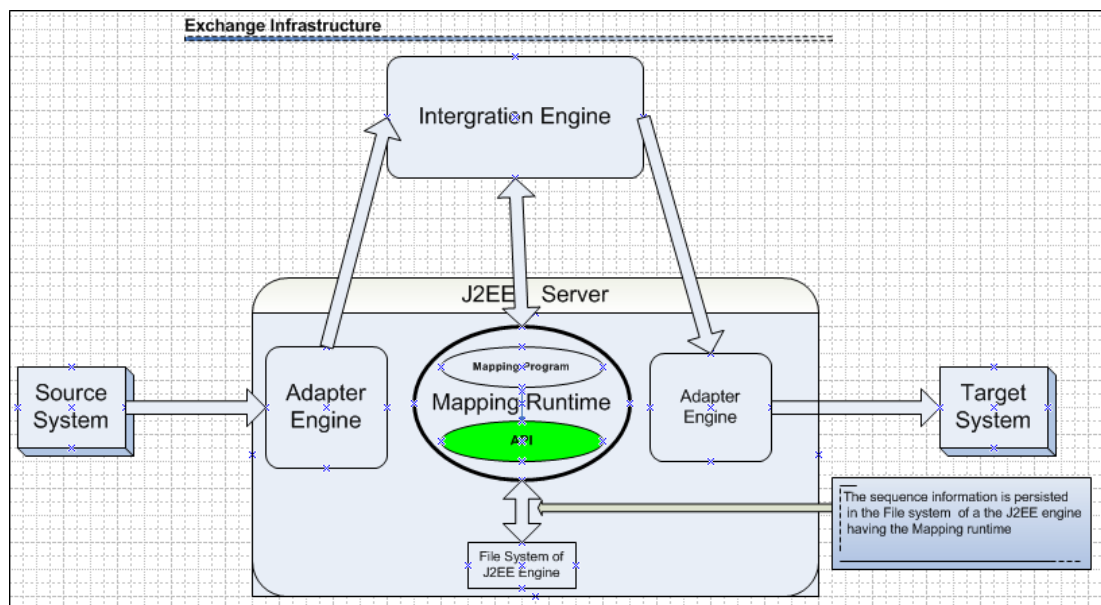 Exchange Infrastructure
Intergration Engine
J2EE Server
Mapping Program
Mapping Runtime
API
Source
System
Adapter
Engine
Adapter
Engine
Target
System
The sequence information is persisted
in the File system of a the J2EE engine
having the Mapping runtime
File System of
J2EE Engine